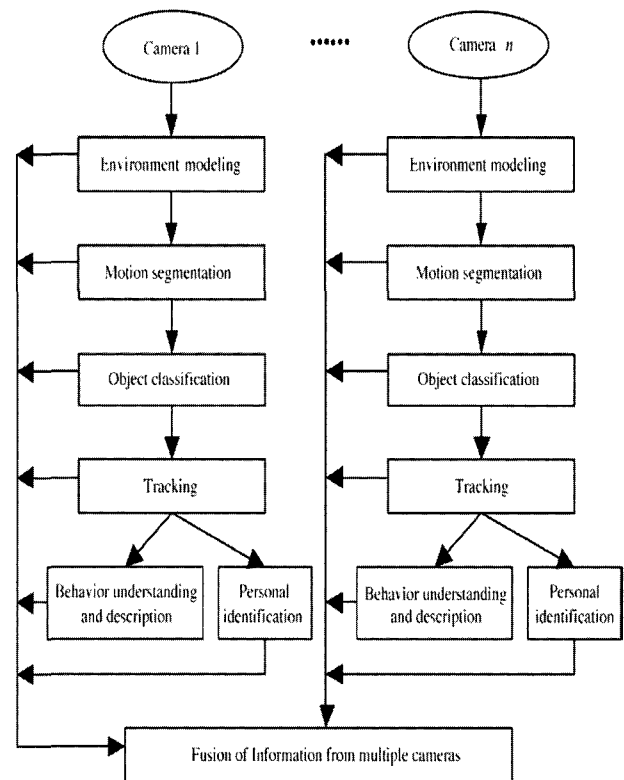 Camera 1
......
Camera n
Environment modeling
Environment modeling
Motion segmentation
Motion segmentation
Object classification
Object classification
Tracking
Tracking
Behavior understanding
and description
Personal
identification
Behavior understanding
and description
Personal
identification
Fusion of Information from multiple cameras